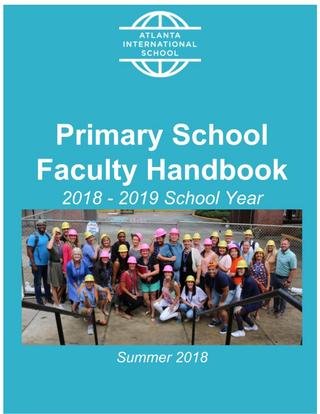 ATLANTA
INTERNATIONAL
SCHOOL
Primary School
Faculty Handbook
2018 - 2019 School Year
Summer 2018